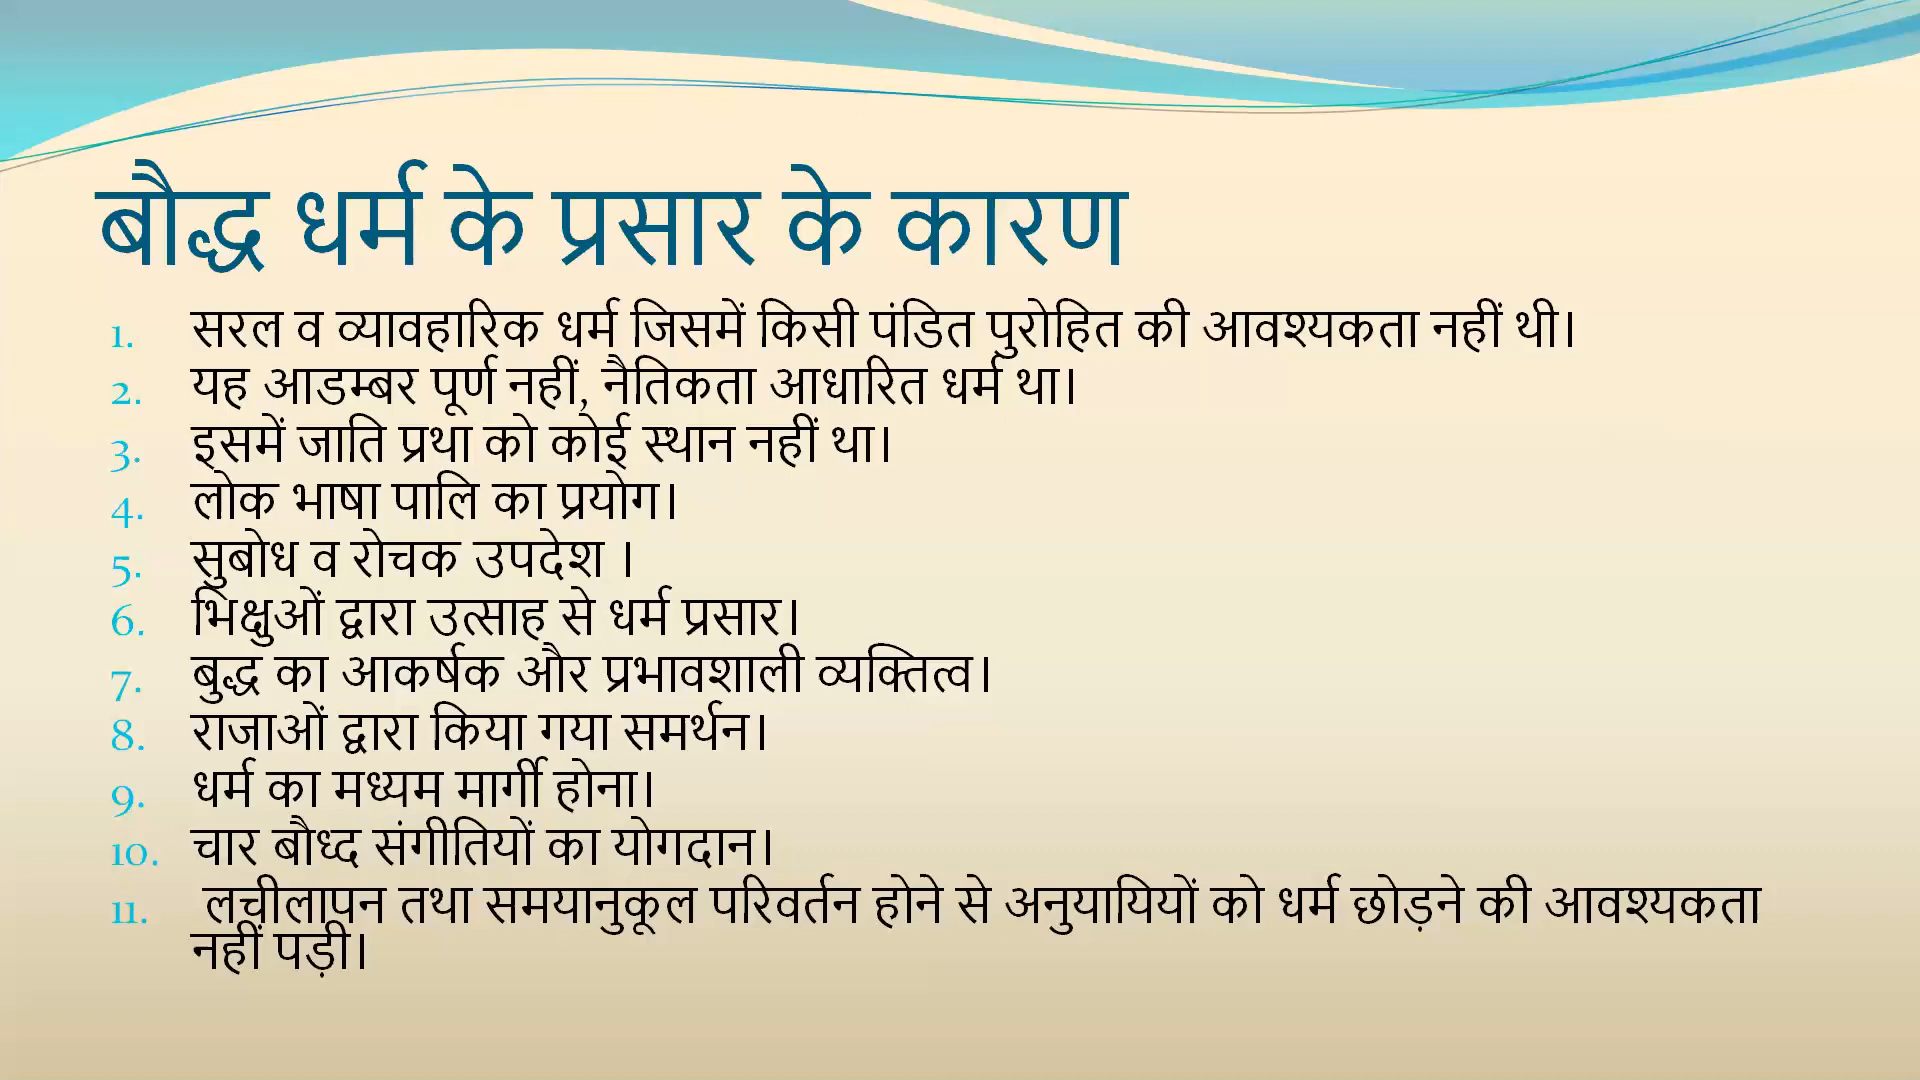 बौद्ध धर्म के प्रसार के कारण
1. सरल व व्यावहारिक धर्म जिसमें किसी पंडित पुरोहित की आवश्यकता नहीं थी।
2. यह आडम्बर पूर्ण नहीं, नैतिकता आधारित धर्म था।
3. इसमें जाति प्रथा को कोई स्थान नहीं था।
4. लोक भाषा पालि का प्रयोग।
5. सुबोध व रोचक उपदेश ।
6. भिक्षुओं द्वारा उत्साह से धर्म प्रसार।
7. बुद्ध का आकर्षक और प्रभावशाली व्यक्तित्व।
8. राजाओं द्वारा किया गया समर्थन।
9. धर्म का मध्यम मार्गी होना।
10. चार बौध्द संगीतियों का योगदान।
11. लचीलापन तथा समयानुकूल परिवर्तन होने से अनुयायियों को धर्म छोड़ने की आवश्यकता
नहीं पड़ी।